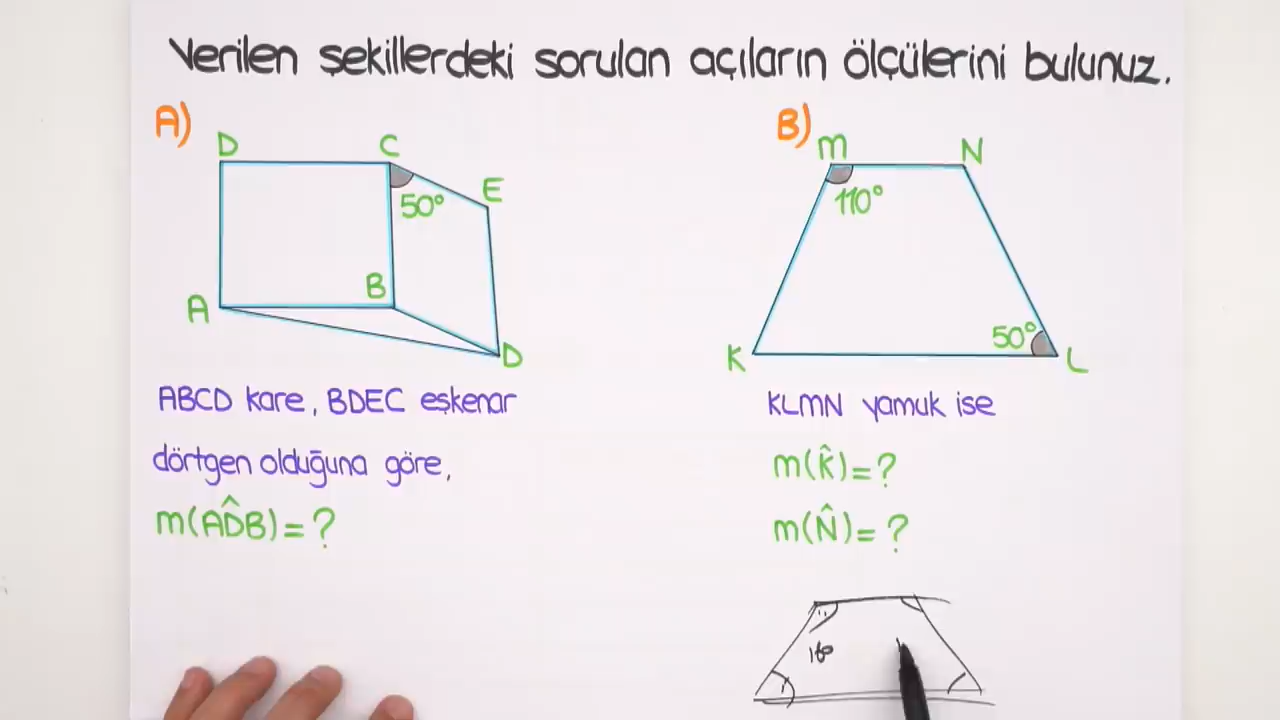 Verilen şekillerdeki sorulan açıların ölçülerini bulunuz.
A)
D
C
E
50°
B
A
D
ABCD kare, BDEC eşkenar
dörtgen olduğuna göre,
m(AD̂B) = ?
B)
M
N
110°
50°
K
L
KLMN yamuk ise
m(K̂) = ?
m(N̂) = ?
180